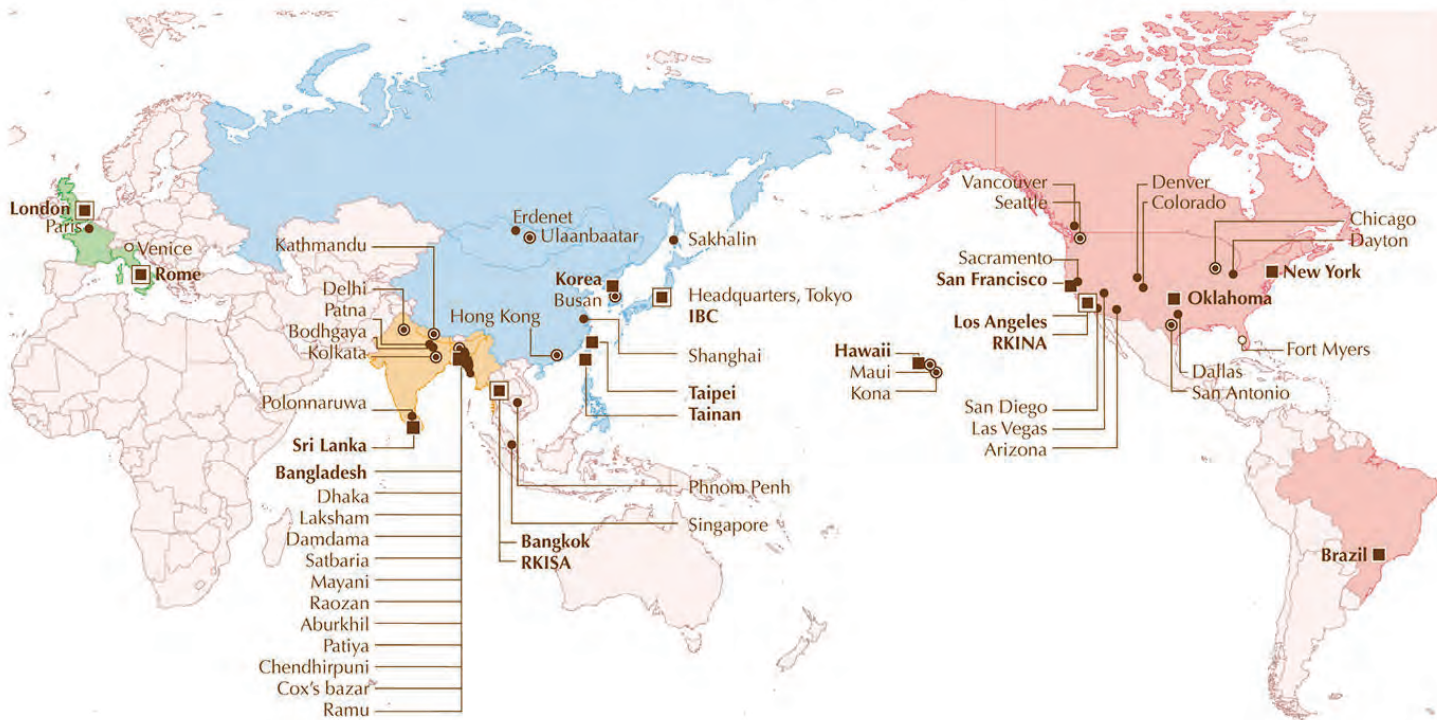 London
Paris
Venice
Rome
Kathmandu
Delhi
Patna
Bodhgaya
Kolkata
Polonnaruwa
Sri Lanka
Bangladesh
Dhaka
Laksham
Damdama
Satbaria
Mayani
Raozan
Aburkhil
Patiya
Chendhirpuni
Cox's bazar
Ramu
Erdenet
Ulaanbaatar
Sakhalin
Korea
Busan
Headquarters, Tokyo
IBC
Hong Kong
Shanghai
Taipei
Tainan
Phnom Penh
Singapore
Bangkok
RKISA
Hawaii
Maui
Kona
Vancouver
Seattle
Sacramento
San Francisco
Los Angeles
RKINA
San Diego
Las Vegas
Arizona
Denver
Colorado
Chicago
Dayton
New York
Oklahoma
Fort Myers
Dallas
San Antonio
Brazil